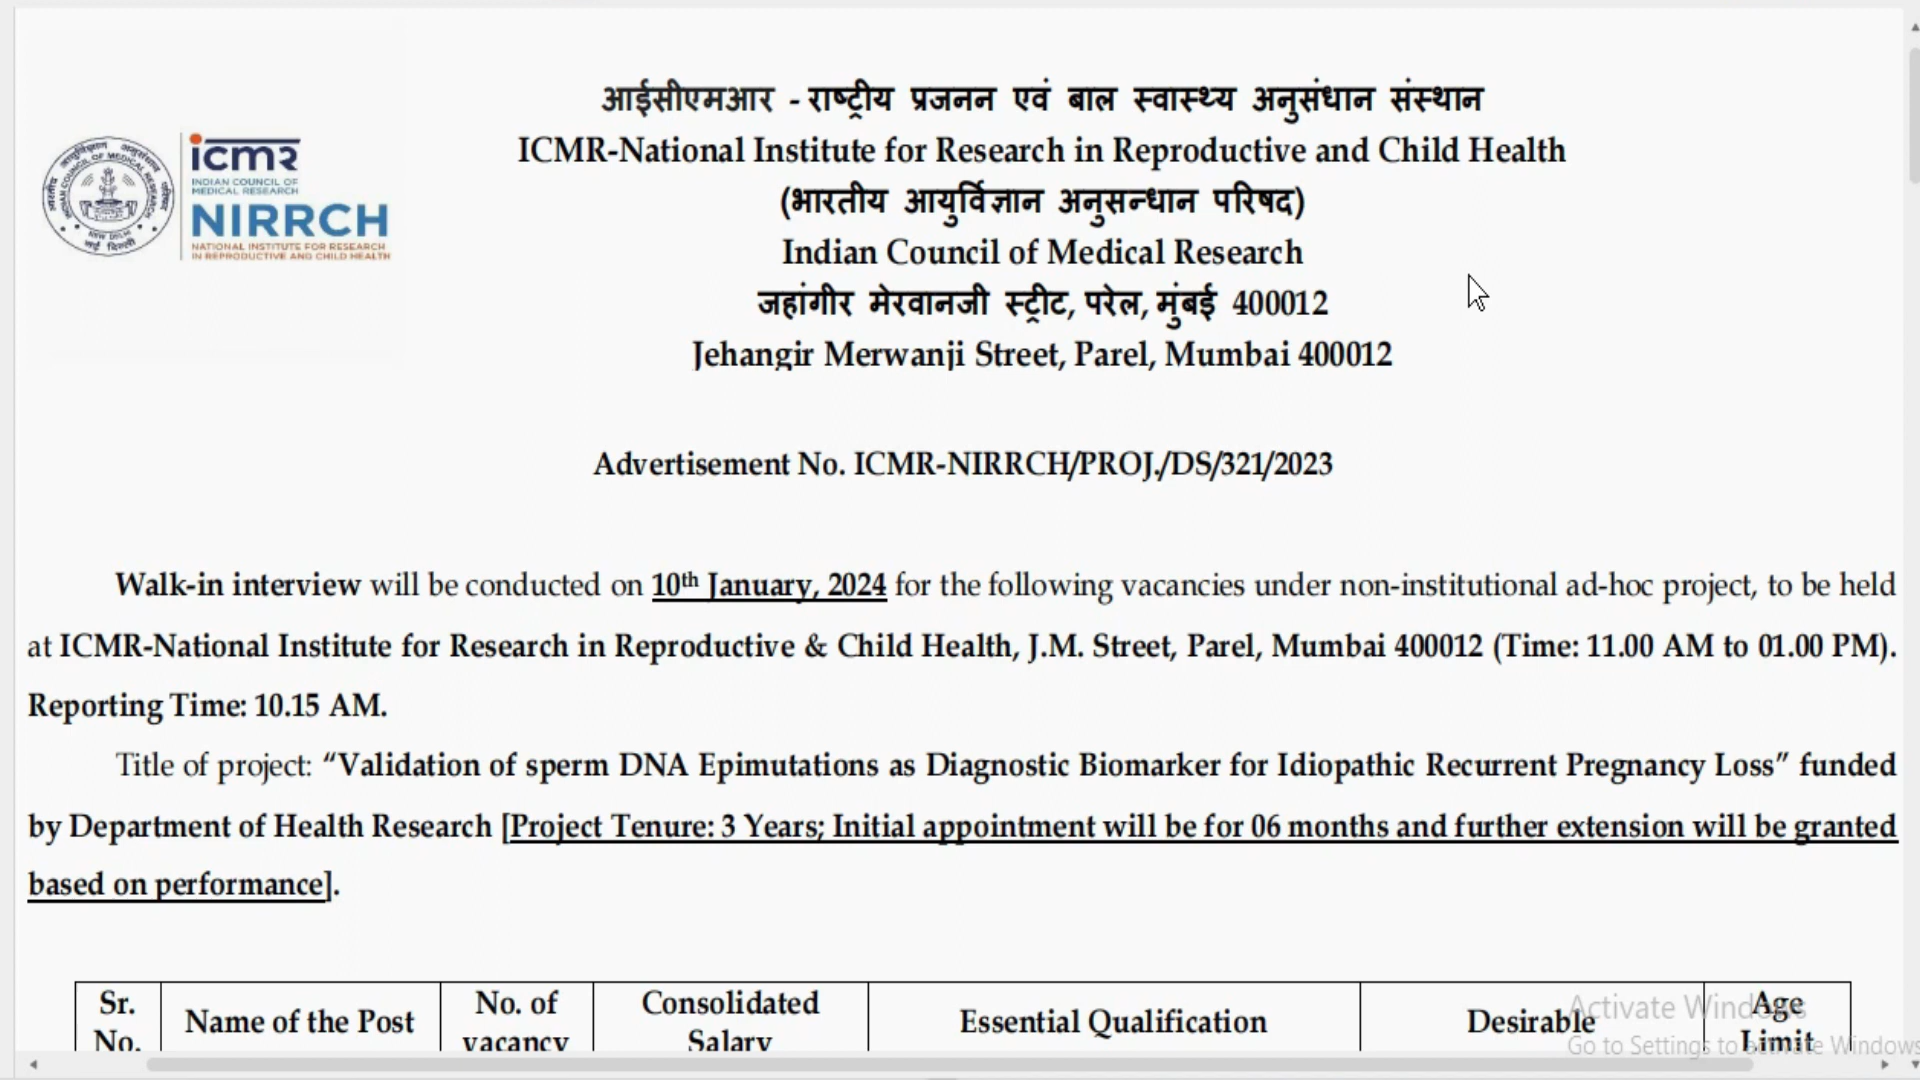 आईसीएमआर - राष्ट्रीय प्रजनन एवं बाल स्वास्थ्य अनुसंधान संस्थान
ICMR-National Institute for Research in Reproductive and Child Health
(भारतीय आयुर्विज्ञान अनुसन्धान परिषद)
Indian Council of Medical Research
जहांगीर मेरवानजी स्ट्रीट, परेल, मुंबई 400012
Jehangir Merwanji Street, Parel, Mumbai 400012
icmr
INDIAN COUNCIL OF
MEDICAL RESEARCH
NIRRCH
NATIONAL INSTITUTE FOR RESEARCH
IN REPRODUCTIVE AND CHILD HEALTH
Advertisement No. ICMR-NIRRCH/PROJ./DS/321/2023
Walk-in interview will be conducted on 10th January, 2024 for the following vacancies under non-institutional ad-hoc project, to be held
at ICMR-National Institute for Research in Reproductive & Child Health, J.M. Street, Parel, Mumbai 400012 (Time: 11.00 AM to 01.00 PM).
Reporting Time: 10.15 AM.
Title of project: “Validation of sperm DNA Epimutations as Diagnostic Biomarker for Idiopathic Recurrent Pregnancy Loss” funded
by Department of Health Research [Project Tenure: 3 Years; Initial appointment will be for 06 months and further extension will be granted
based on performance].
Sr. No.
Name of the Post
No. of vacancy
Consolidated Salary
Essential Qualification
Desirable
Age Limit
Activate Windows
Go to Settings to activate Windows